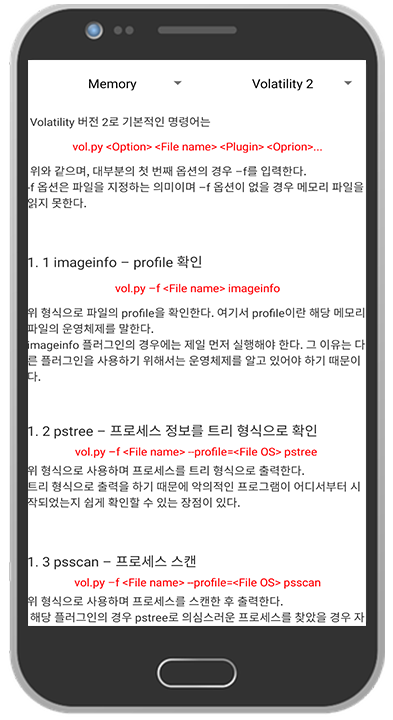 Memory
Volatility 2
Volatility 버전 2로 기본적인 명령어는
vol.py <Option> <File name> <Plugin> <Oprion>...
위와 같으며, 대부분의 첫 번째 옵션의 경우 –f를 입력한다.
-f 옵션은 파일을 지정하는 의미이며 –f 옵션이 없을 경우 메모리 파일을
읽지 못한다.
1. 1 imageinfo – profile 확인
vol.py –f <File name> imageinfo
위 형식으로 파일의 profile을 확인한다. 여기서 profile이란 해당 메모리
파일의 운영체제를 말한다.
imageinfo 플러그인의 경우에는 제일 먼저 실행해야 한다. 그 이유는 다
른 플러그인을 사용하기 위해서는 운영체제를 알고 있어야 하기 때문이
다.
1. 2 pstree – 프로세스 정보를 트리 형식으로 확인
vol.py –f <File name> --profile=<File OS> pstree
위 형식으로 사용하며 프로세스를 트리 형식으로 출력한다.
트리 형식으로 출력을 하기 때문에 악의적인 프로그램이 어디서부터 시
작되었는지 쉽게 확인할 수 있는 장점이 있다.
1. 3 psscan – 프로세스 스캔
vol.py –f <File name> --profile=<File OS> psscan
위 형식으로 사용하며 프로세스를 스캔한 후 출력한다.
해당 플러그인의 경우 pstree로 의심스러운 프로세스를 찾았을 경우 자